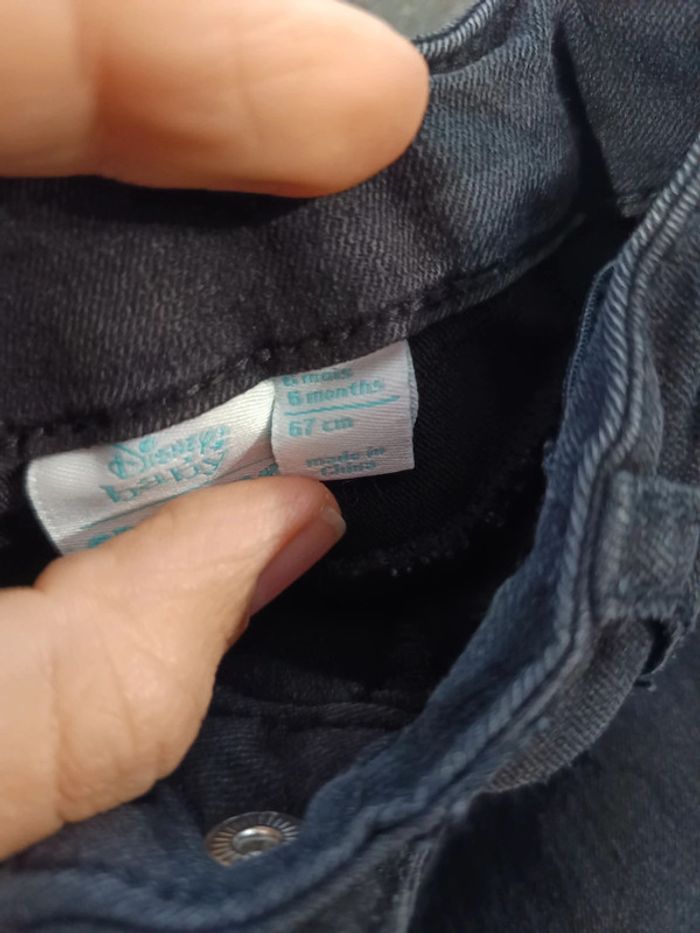 Disney
baby
6 mois
6 months
67 cm
made in
China